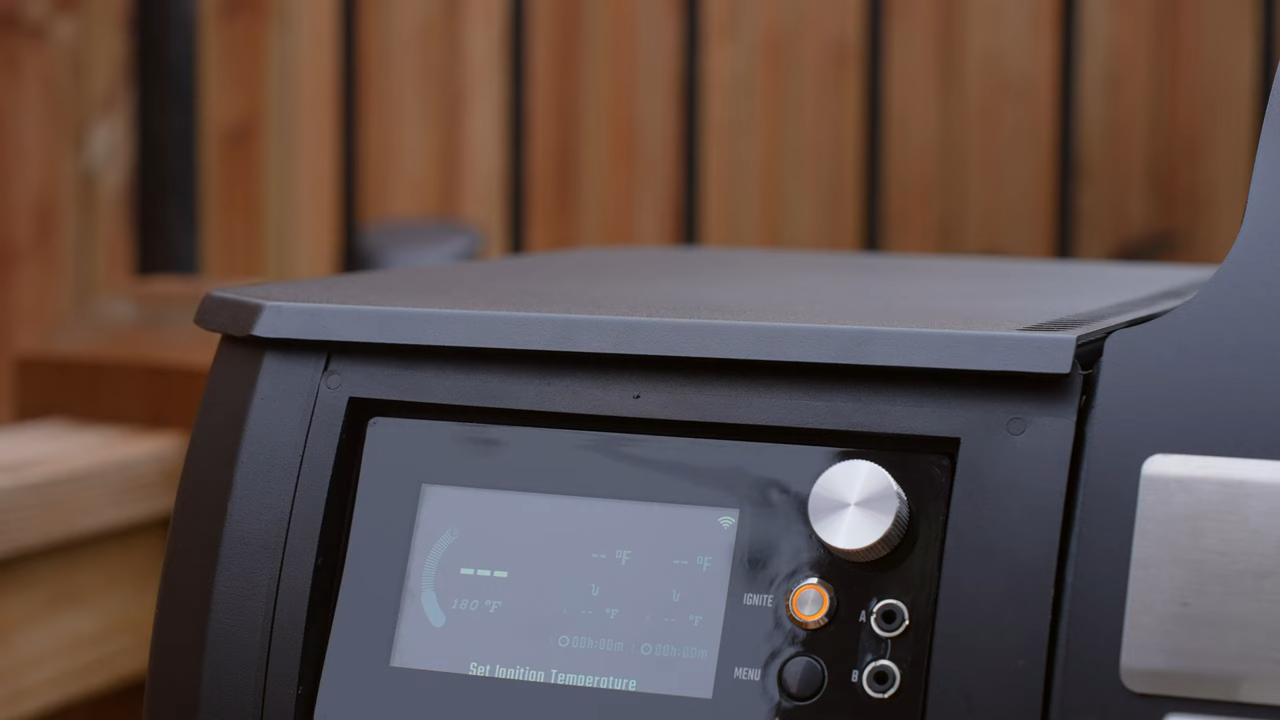 -- °F -- °F
---
180 °F
-- °F -- °F
00h:00m 00h:00m
Set Ignition Temperature
IGNITE
A
MENU
B